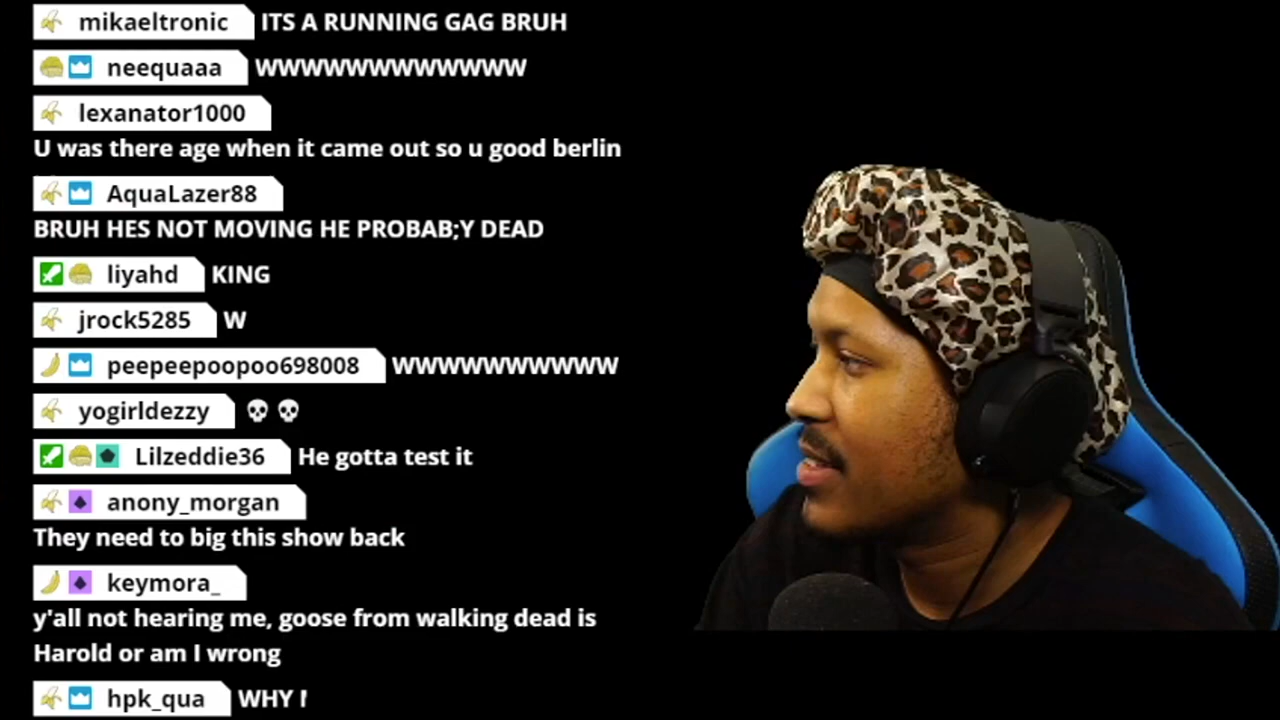 mikaeltronic ITS A RUNNING GAG BRUH
neequaaa WWWWWWWWWWWW
lexanator1000
U was there age when it came out so u good berlin
AquaLazer88
BRUH HES NOT MOVING HE PROBAB;Y DEAD
liyahd KING
jrock5285 W
peepeepoopoo698008 WWWWWWWWWW
yogirldezzy 💀 💀
Lilzeddie36 He gotta test it
anony_morgan
They need to big this show back
keymora_
y'all not hearing me, goose from walking dead is
Harold or am I wrong
hpk_qua WHY